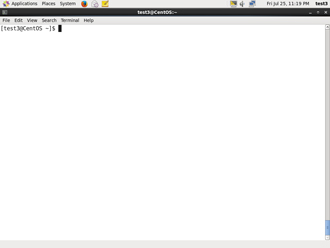 Applications Places System Fri Jul 25, 11:19 PM test3
test3@CentOS:~
File Edit View Search Terminal Help
[test3@CentOS ~]$